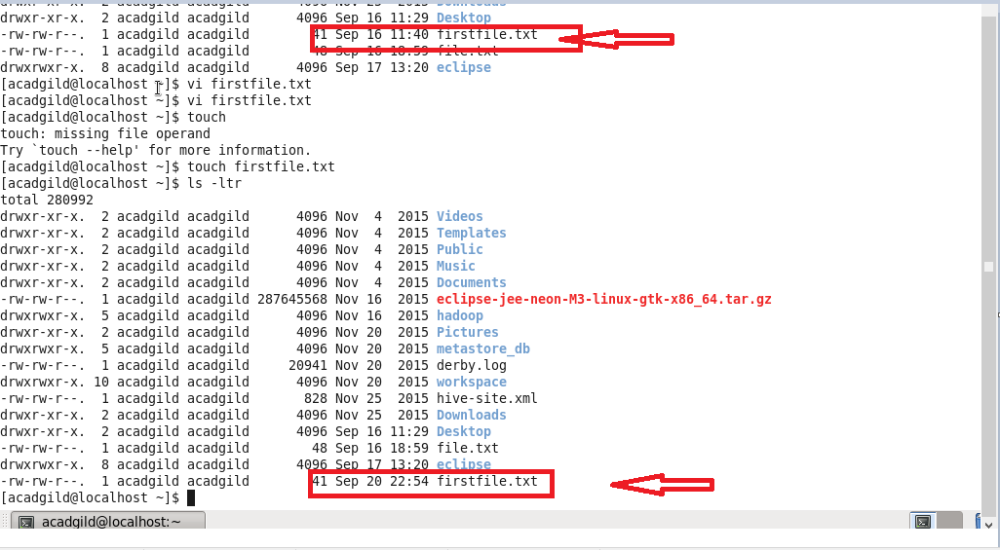 drwxr-xr-x.  2 acadgild acadgild      4096 Sep 16 11:29 Desktop
-rw-rw-r--.  1 acadgild acadgild        41 Sep 16 11:40 firstfile.txt
-rw-rw-r--.  1 acadgild acadgild        48 Sep 16 18:59 file.txt
drwxrwxr-x.  8 acadgild acadgild      4096 Sep 17 13:20 eclipse
[acadgild@localhost ~]$ vi firstfile.txt
[acadgild@localhost ~]$ vi firstfile.txt
[acadgild@localhost ~]$ touch
touch: missing file operand
Try `touch --help' for more information.
[acadgild@localhost ~]$ touch firstfile.txt
[acadgild@localhost ~]$ ls -ltr
total 280992
drwxr-xr-x.  2 acadgild acadgild      4096 Nov  4  2015 Videos
drwxr-xr-x.  2 acadgild acadgild      4096 Nov  4  2015 Templates
drwxr-xr-x.  2 acadgild acadgild      4096 Nov  4  2015 Public
drwxr-xr-x.  2 acadgild acadgild      4096 Nov  4  2015 Music
drwxr-xr-x.  2 acadgild acadgild      4096 Nov  4  2015 Documents
-rw-rw-r--.  1 acadgild acadgild 287645568 Nov 16  2015 eclipse-jee-neon-M3-linux-gtk-x86_64.tar.gz
drwxrwxr-x.  5 acadgild acadgild      4096 Nov 16  2015 hadoop
drwxr-xr-x.  2 acadgild acadgild      4096 Nov 20  2015 Pictures
drwxrwxr-x.  5 acadgild acadgild      4096 Nov 20  2015 metastore_db
-rw-rw-r--.  1 acadgild acadgild     20941 Nov 20  2015 derby.log
drwxrwxr-x. 10 acadgild acadgild      4096 Nov 20  2015 workspace
-rw-rw-r--.  1 acadgild acadgild       828 Nov 25  2015 hive-site.xml
drwxr-xr-x.  2 acadgild acadgild      4096 Nov 25  2015 Downloads
drwxr-xr-x.  2 acadgild acadgild      4096 Sep 16 11:29 Desktop
-rw-rw-r--.  1 acadgild acadgild        48 Sep 16 18:59 file.txt
drwxrwxr-x.  8 acadgild acadgild      4096 Sep 17 13:20 eclipse
-rw-rw-r--.  1 acadgild acadgild        41 Sep 20 22:54 firstfile.txt
[acadgild@localhost ~]$
acadgild@localhost:~